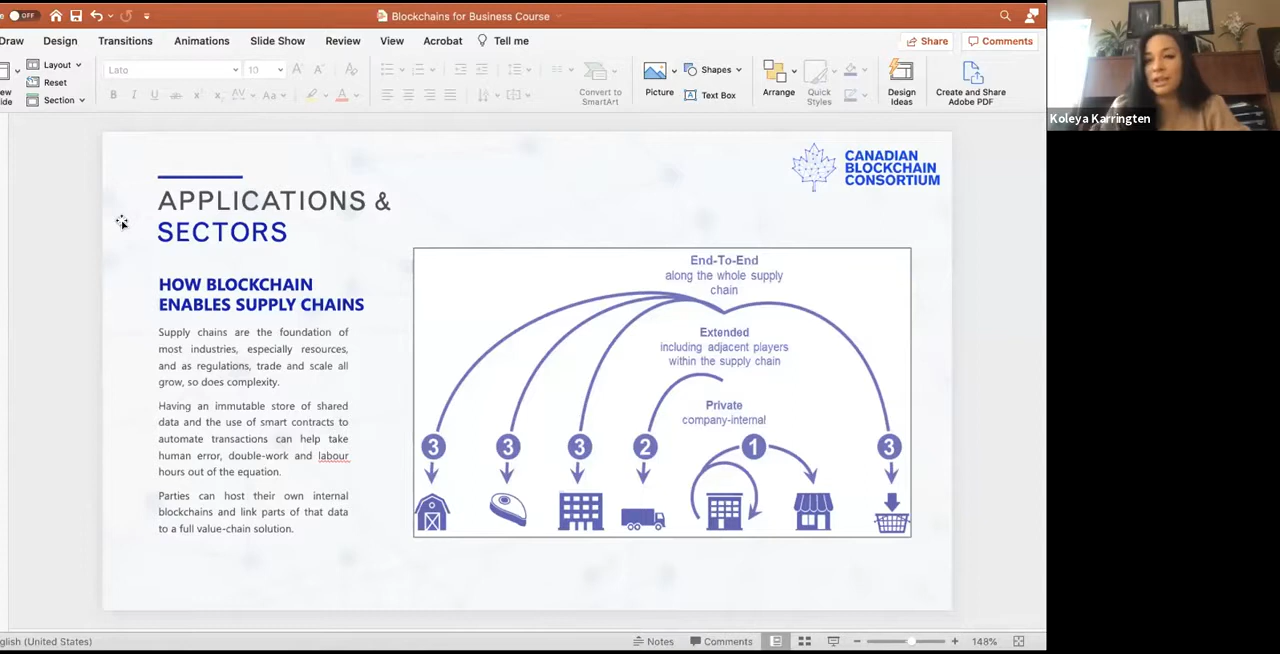 e OFF
Blockchains for Business Course
Draw Design Transitions Animations Slide Show Review View Acrobat Tell me
Share Comments
Layout
Reset
Section
Lato 10
B I U ab X X AV Aa A
Convert to
SmartArt
Picture
Shapes
Text Box
Arrange
Quick
Styles
Design
Ideas
Create and Share
Adobe PDF
Koleya Karringten
CANADIAN
BLOCKCHAIN
CONSORTIUM
APPLICATIONS &
SECTORS
HOW BLOCKCHAIN
ENABLES SUPPLY CHAINS
Supply chains are the foundation of
most industries, especially resources,
and as regulations, trade and scale all
grow, so does complexity.
Having an immutable store of shared
data and the use of smart contracts to
automate transactions can help take
human error, double-work and labour
hours out of the equation.
Parties can host their own internal
blockchains and link parts of that data
to a full value-chain solution.
End-To-End
along the whole supply
chain
Extended
including adjacent players
within the supply chain
Private
company-internal
3 3 3 2 1 3
nglish (United States)
Notes Comments 148%